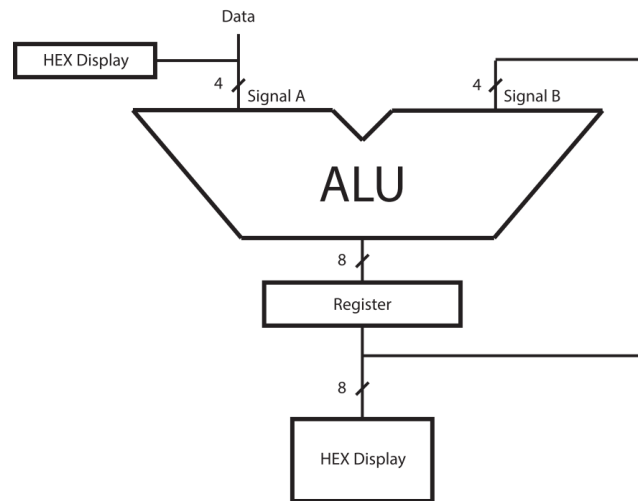 Data
HEX Display
4
Signal A
4
Signal B
ALU
8
Register
8
HEX Display